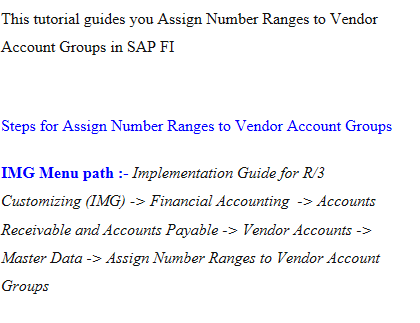 This tutorial guides you Assign Number Ranges to Vendor
Account Groups in SAP FI
Steps for Assign Number Ranges to Vendor Account Groups
IMG Menu path :- Implementation Guide for R/3
Customizing (IMG) -> Financial Accounting -> Accounts
Receivable and Accounts Payable -> Vendor Accounts ->
Master Data -> Assign Number Ranges to Vendor Account
Groups